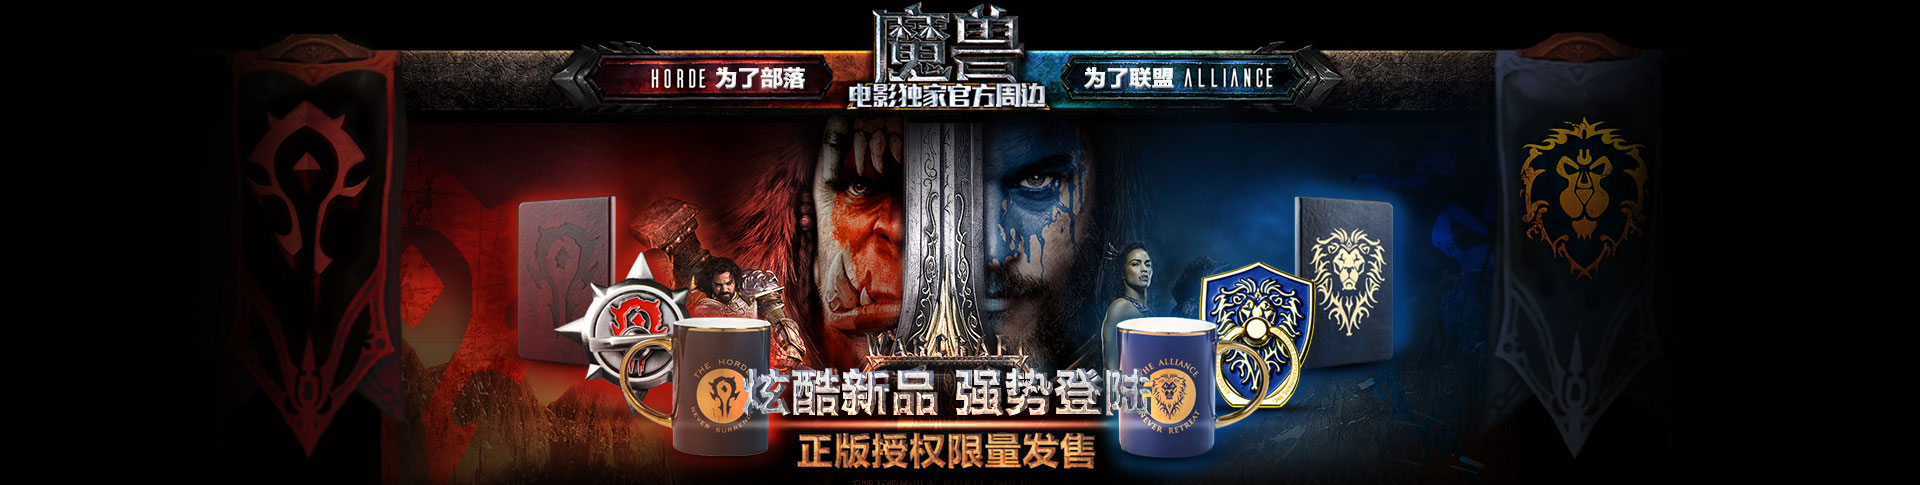 魔兽
HORDE 为了部落
电影独家官方周边
为了联盟 ALLIANCE
WARCRAFT
THE HORDE
NEVER SURRENDER
THE ALLIANCE
NEVER RETREAT
炫酷新品 强势登陆
正版授权限量发售